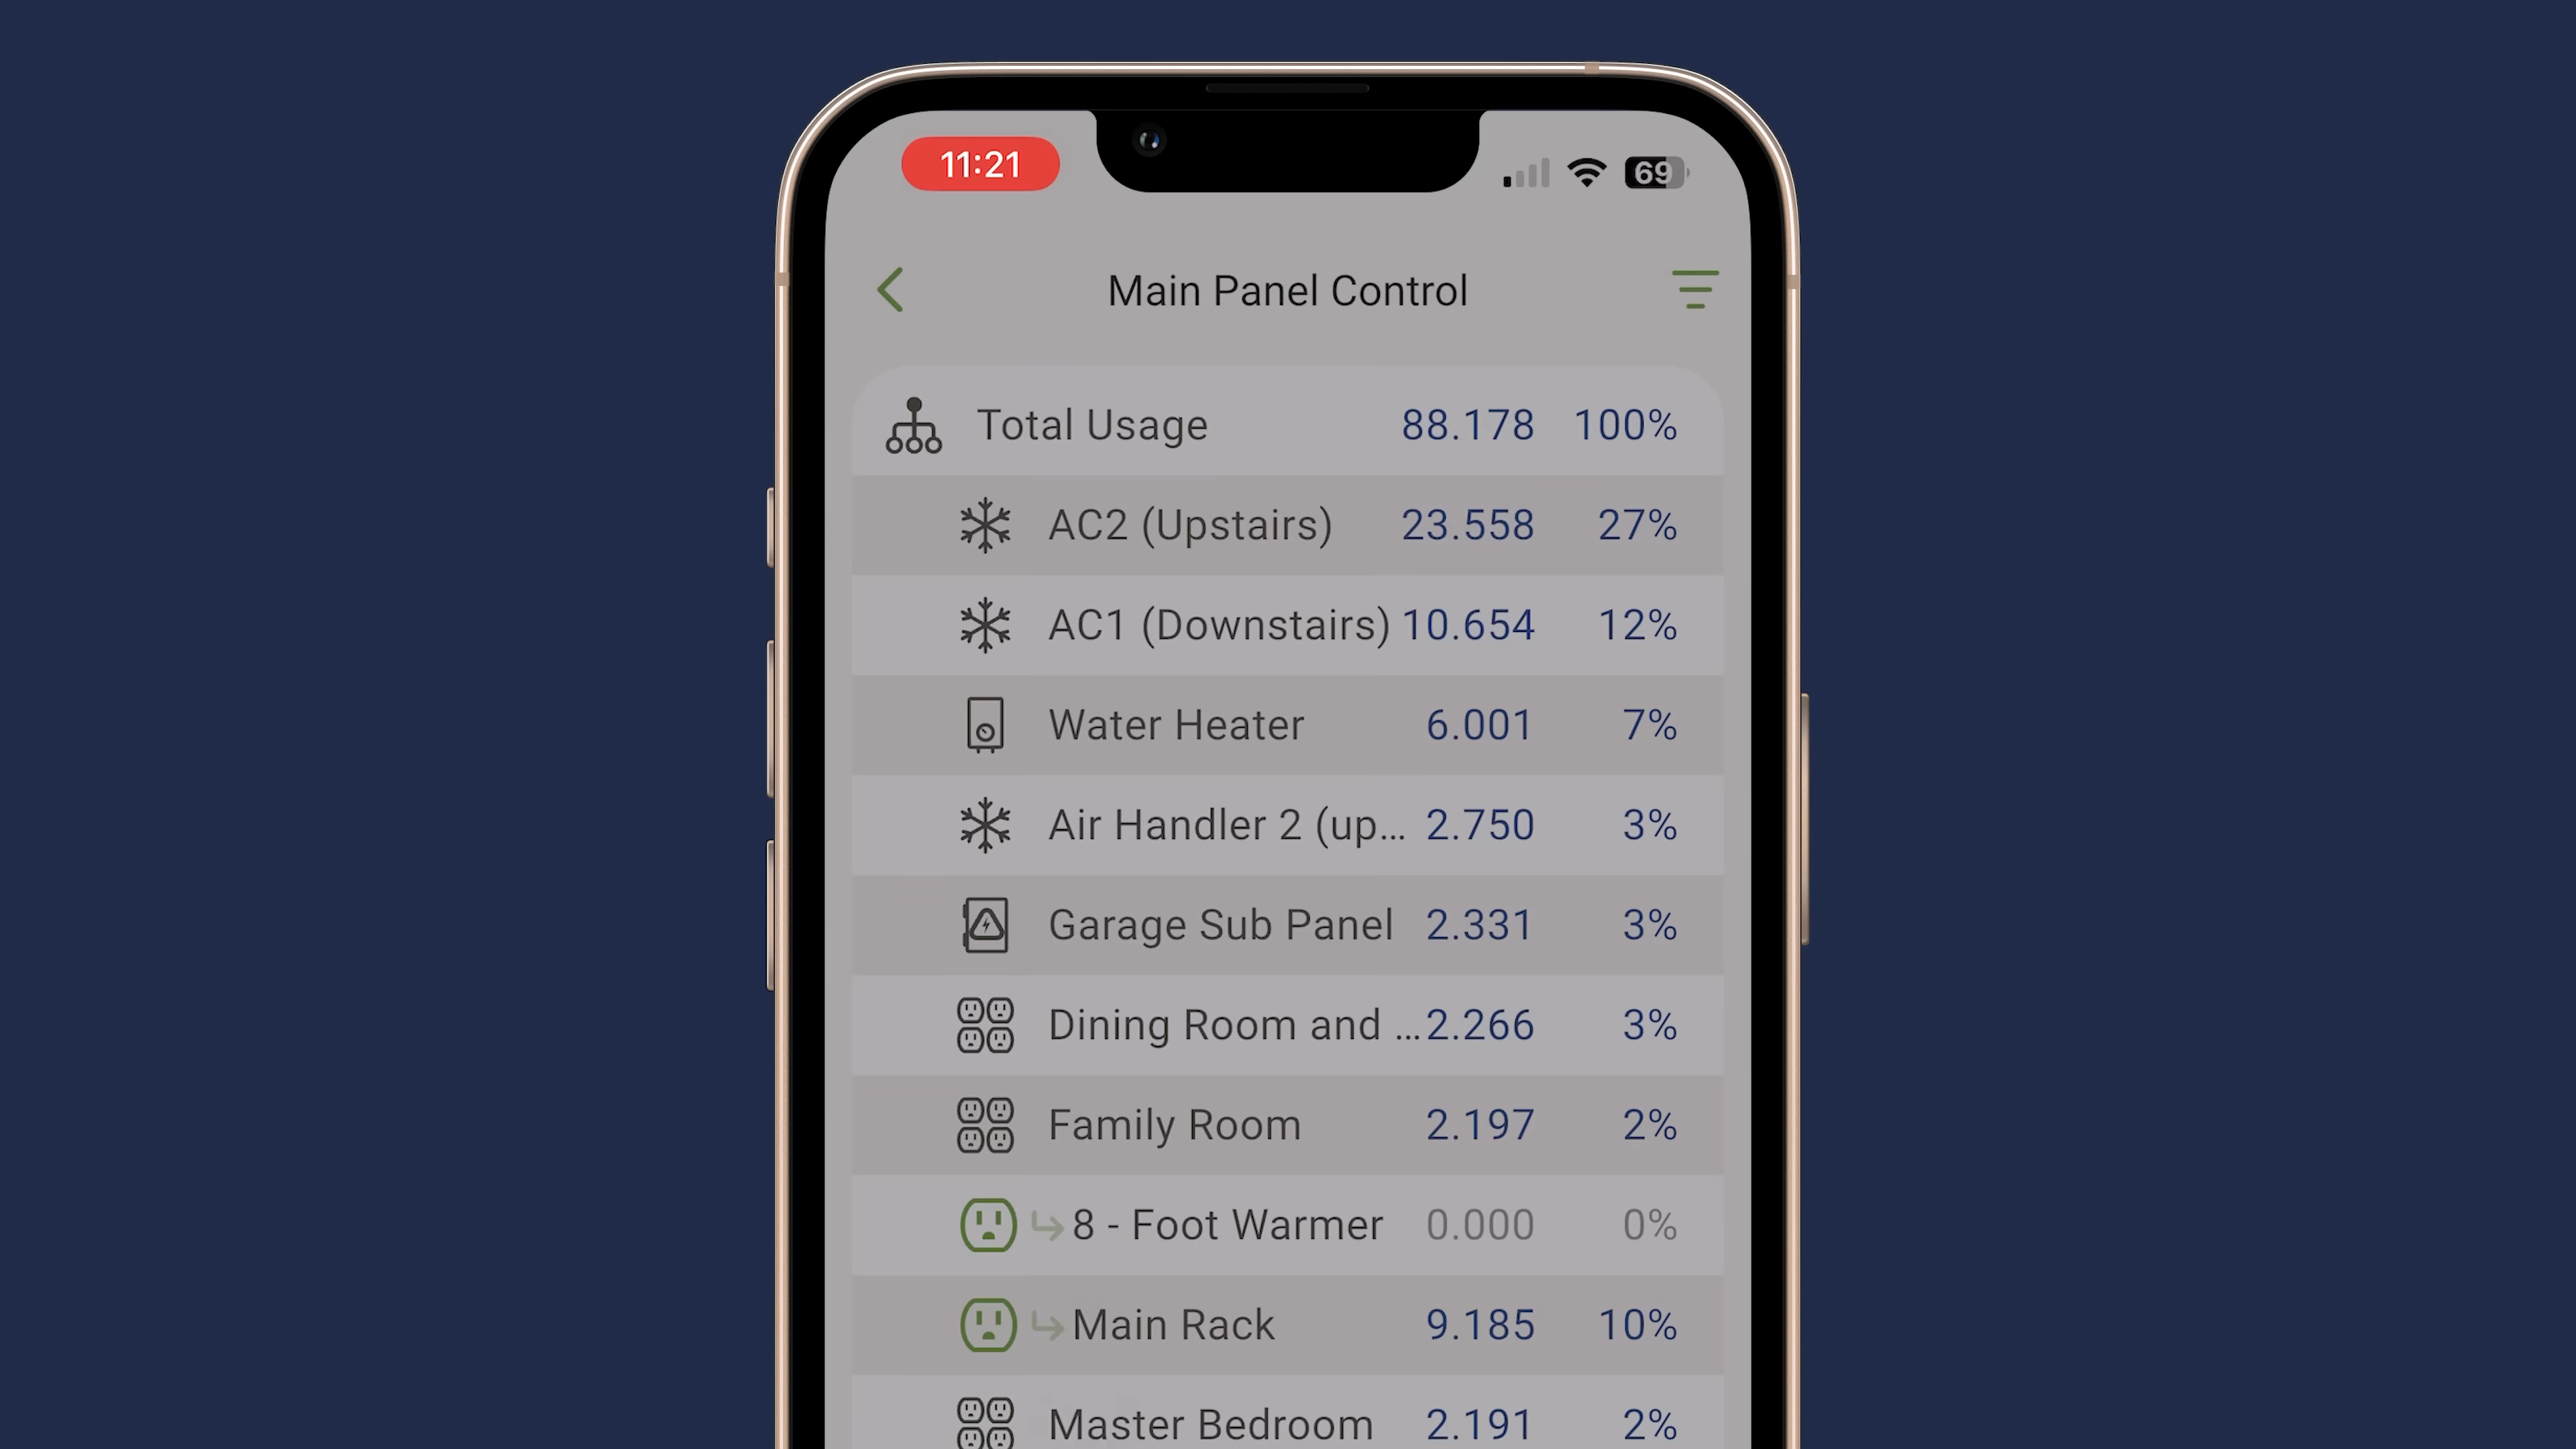 11:21
69
Main Panel Control
Total Usage 88.178 100%
AC2 (Upstairs) 23.558 27%
AC1 (Downstairs) 10.654 12%
Water Heater 6.001 7%
Air Handler 2 (up... 2.750 3%
Garage Sub Panel 2.331 3%
Dining Room and ... 2.266 3%
Family Room 2.197 2%
8 - Foot Warmer 0.000 0%
Main Rack 9.185 10%
Master Bedroom 2.191 2%